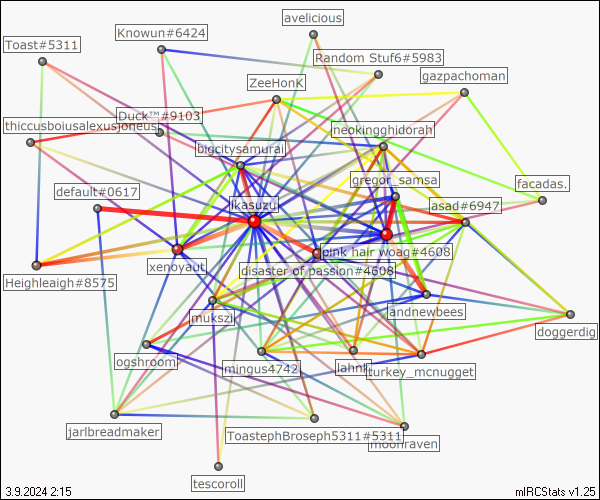 avelicious
Knowun#6424
Toast#5311
Random Stuf6#5983
gazpachoman
ZeeHonK
Duck™#9103
thiccusboiusalexusjoneus
neokingghidorah
bigcitysamurai
gregor_samsa
default#0617
facadas.
likasuzu
asad#6947
pink hair woag#4608
xenoyaut
disaster of passion#4608
Heighleaigh#8575
mukszk
andnewbees
doggerdig
ogshroom
mingus4742
lahnk
turkey_mcnugget
jarlbreadmaker
ToastephBroseph5311#5311
moonraven
tescoroll
3.9.2024 2:15
mIRCStats v1.25